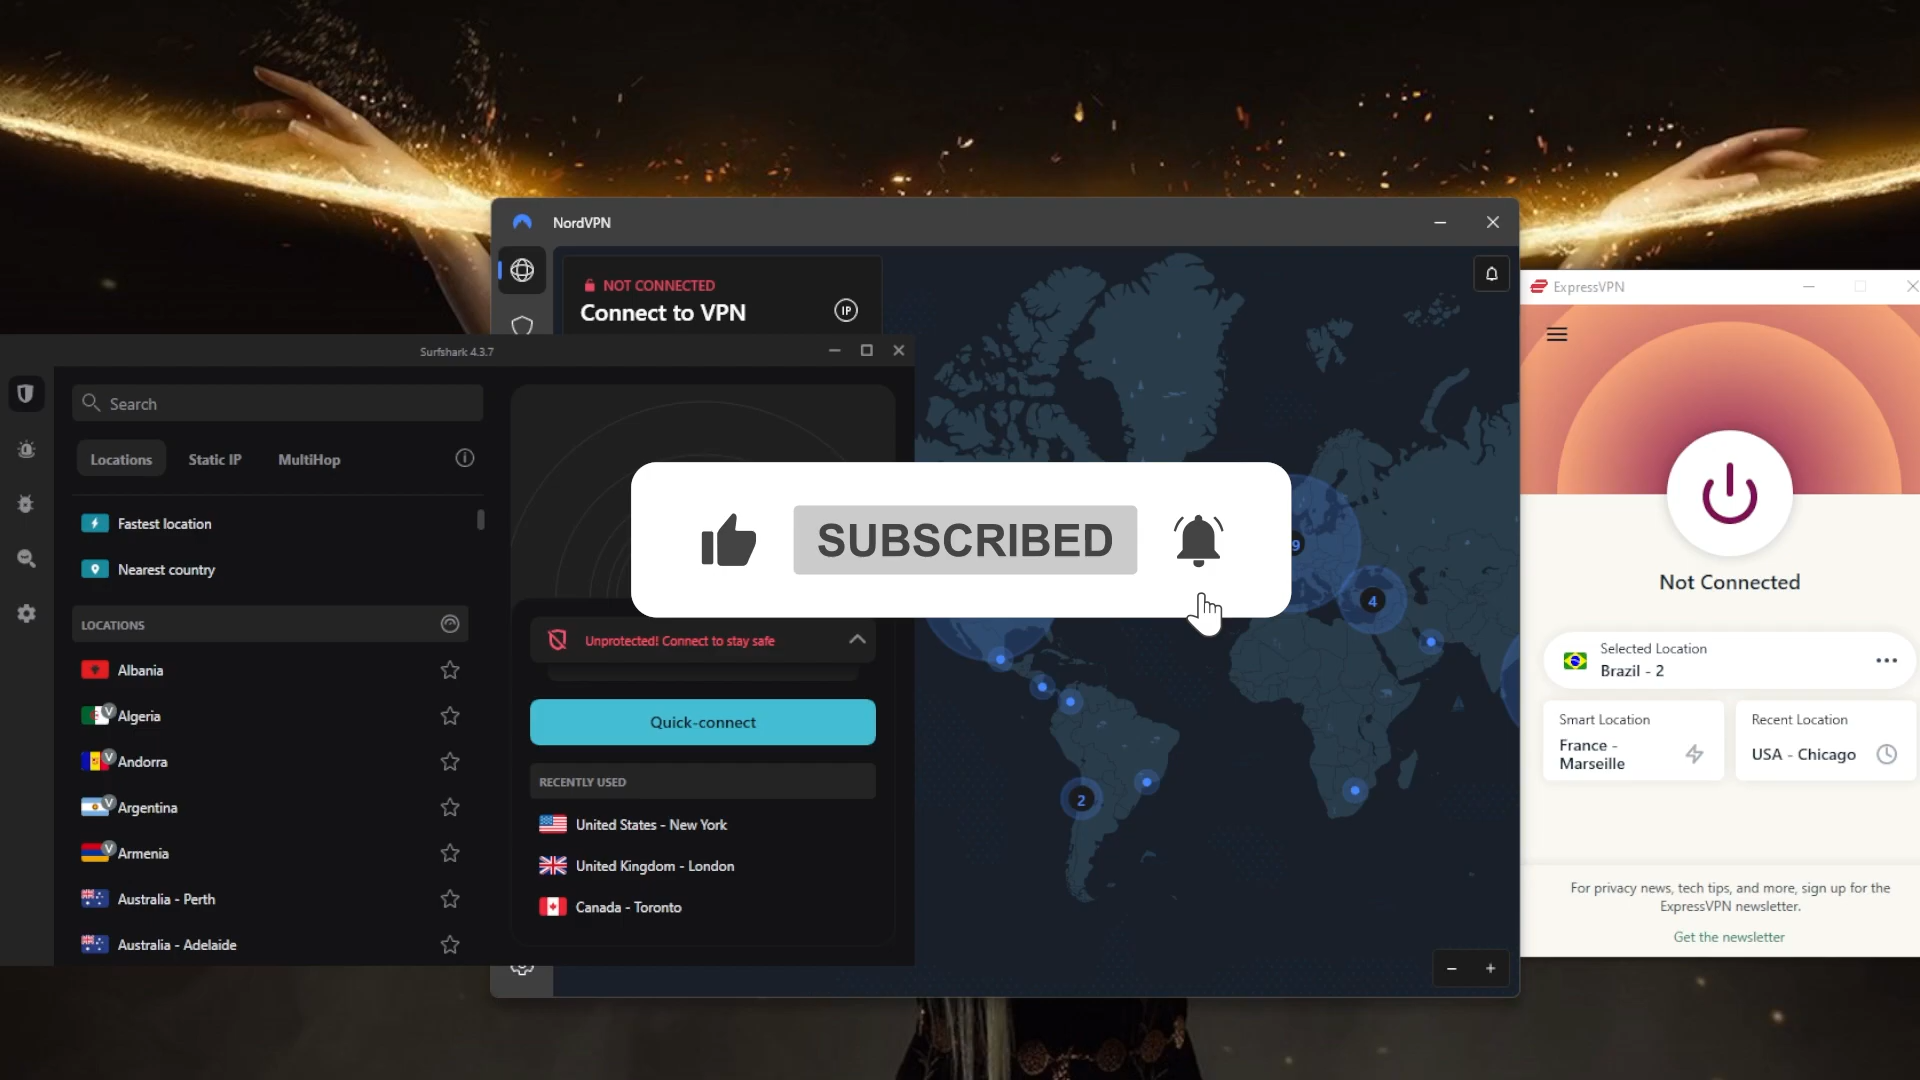 NordVPN
NOT CONNECTED
Connect to VPN
IP
ExpressVPN
Surfshark 4.3.7
Search
Locations
Static IP
MultiHop
Fastest location
Nearest country
LOCATIONS
Albania
V
Algeria
V
Andorra
V
Argentina
V
Armenia
Australia - Perth
Australia - Adelaide
SUBSCRIBED
Unprotected! Connect to stay safe
Quick-connect
RECENTLY USED
United States - New York
United Kingdom - London
Canada - Toronto
9
4
2
Not Connected
Selected Location
Brazil - 2
Smart Location
France -
Marseille
Recent Location
USA - Chicago
For privacy news, tech tips, and more, sign up for the
ExpressVPN newsletter.
Get the newsletter